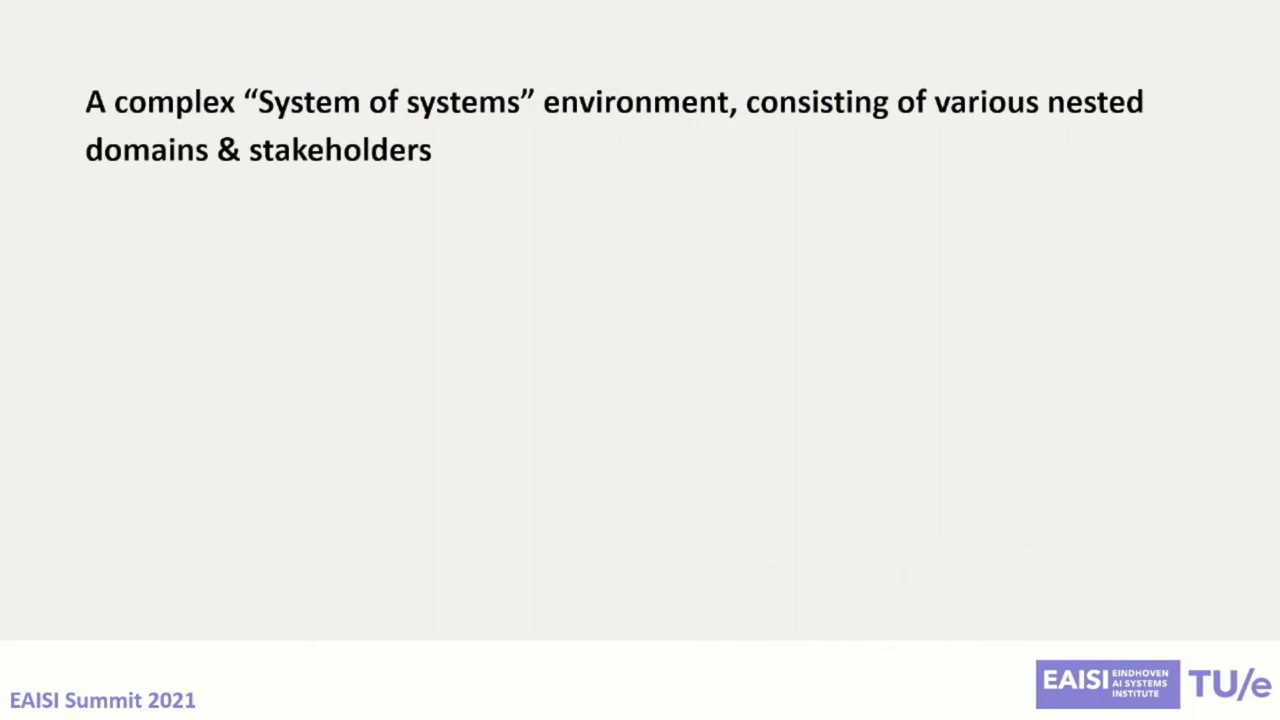 A complex “System of systems” environment, consisting of various nested
domains & stakeholders
EAISI Summit 2021
EAISI EINDHOVEN
AI SYSTEMS
INSTITUTE
TU/e